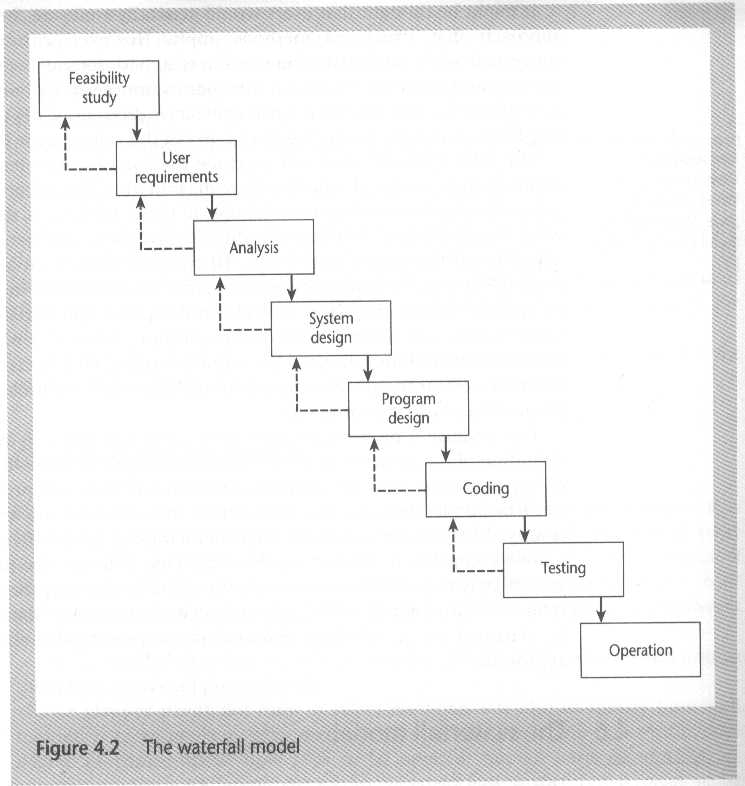 Feasibility
study
User
requirements
Analysis
System
design
Program
design
Coding
Testing
Operation
Figure 4.2 The waterfall model